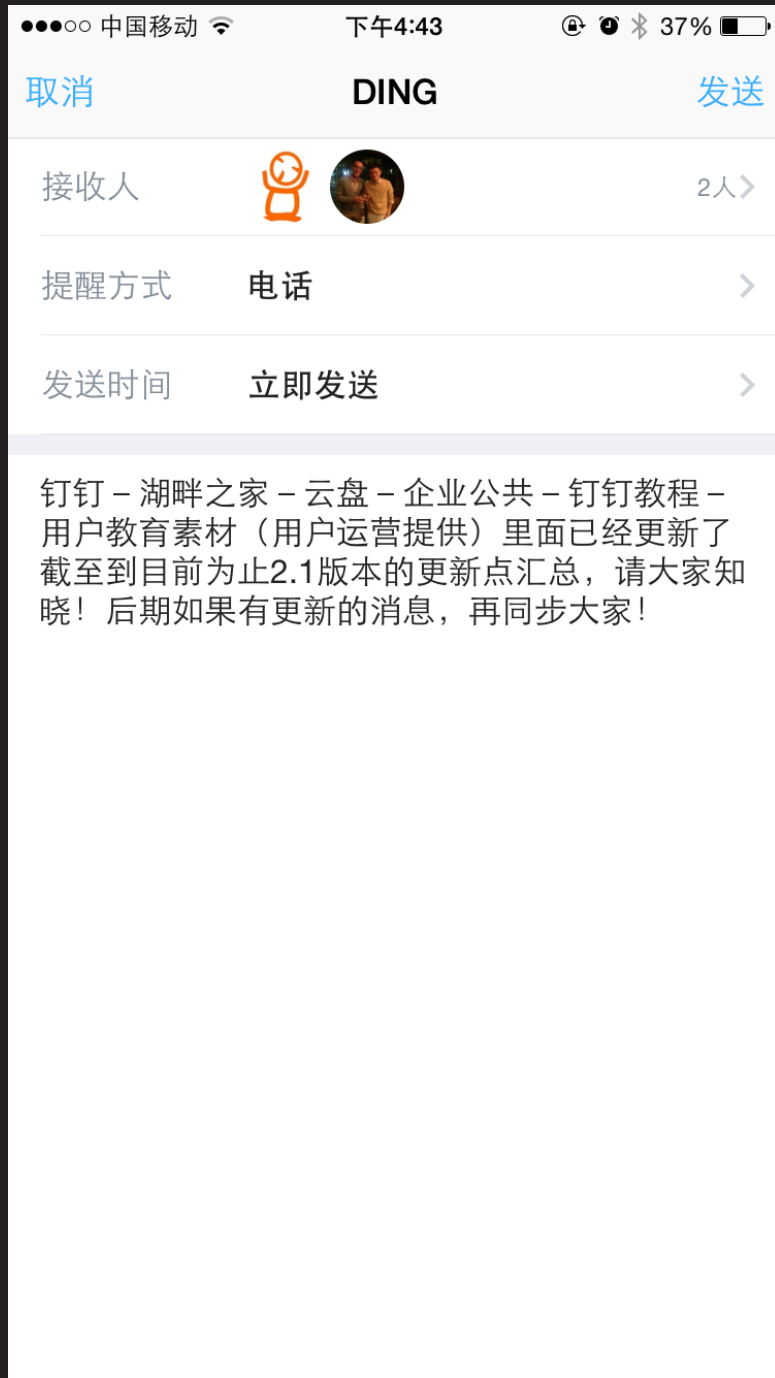 中国移动 下午4:43 37%
取消 DING 发送
接收人 2人
提醒方式 电话
发送时间 立即发送
钉钉 – 湖畔之家 – 云盘 – 企业公共 – 钉钉教程 –
用户教育素材（用户运营提供）里面已经更新了
截至到目前为止2.1版本的更新点汇总，请大家知
晓！后期如果有更新的消息，再同步大家！